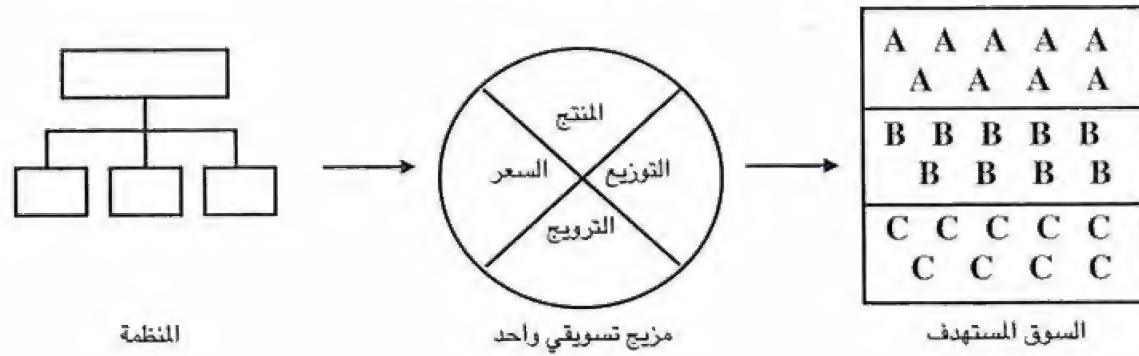 A A A A A
A A A A
B B B B B
B B B B
C C C C C
C C C C
المنتج
السعر
التوزيع
الترويج
المنظمة
مزيج تسويقي واحد
السوق المستهدف